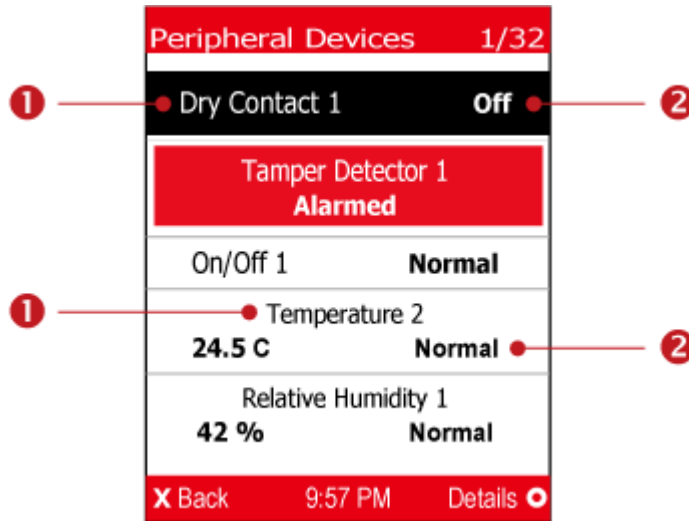 Peripheral Devices 1/32
1 Dry Contact 1 Off 2
Tamper Detector 1
Alarmed
On/Off 1 Normal
1 Temperature 2
24.5 C Normal 2
Relative Humidity 1
42 % Normal
X Back 9:57 PM Details O